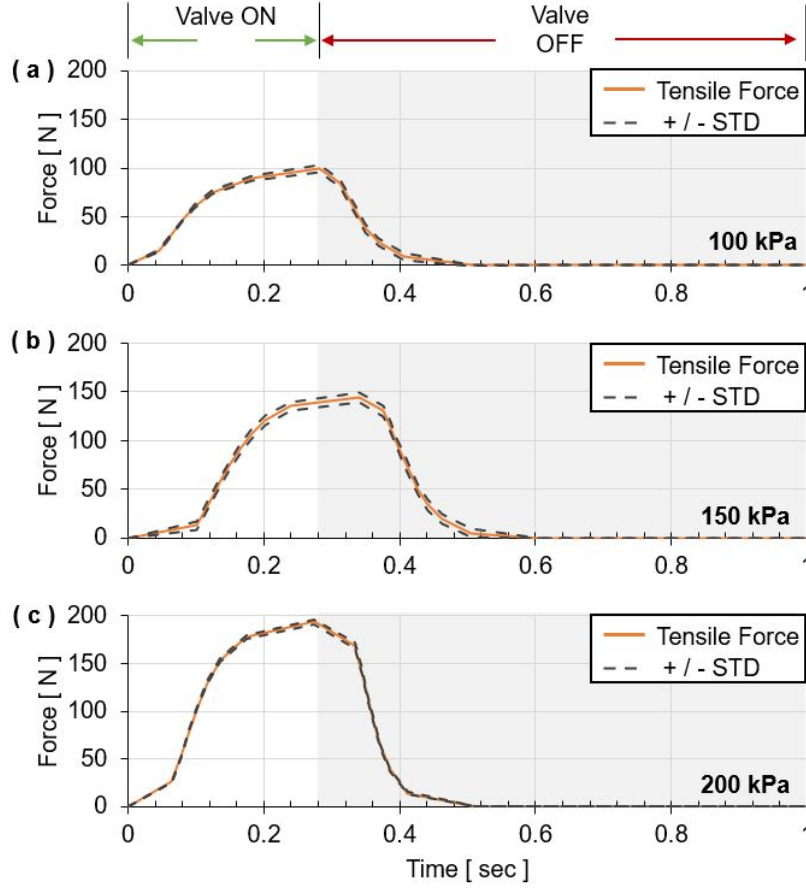 Valve ON
Valve
OFF
( a )
Force [ N ]
200
150
100
50
0
Tensile Force
+ / - STD
100 kPa
0 0.2 0.4 0.6 0.8 1
( b )
Force [ N ]
200
150
100
50
0
Tensile Force
+ / - STD
150 kPa
0 0.2 0.4 0.6 0.8 1
( c )
Force [ N ]
200
150
100
50
0
Tensile Force
+ / - STD
200 kPa
0 0.2 0.4 0.6 0.8 1
Time [ sec ]